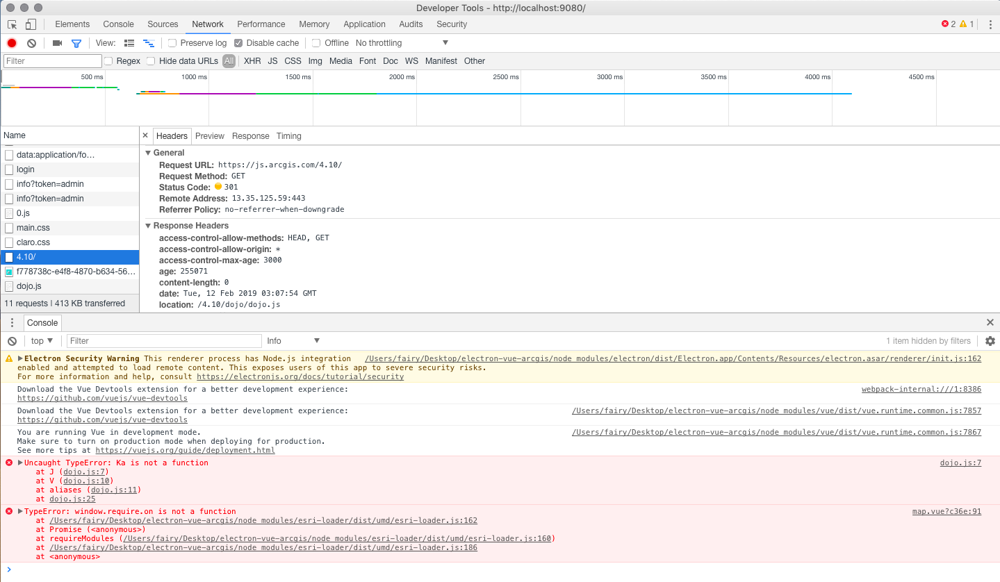 Developer Tools - http://localhost:9080/
Elements Console Sources Network Performance Memory Application Audits Security 2 1
View: Preserve log Disable cache Offline No throttling ▼
Filter Regex Hide data URLs All XHR JS CSS Img Media Font Doc WS Manifest Other
500 ms 1000 ms 1500 ms 2000 ms 2500 ms 3000 ms 3500 ms 4000 ms 4500 ms
Name
data:application/fo…
login
info?token=admin
info?token=admin
0.js
main.css
claro.css
4.10/
f778738c-e4f8-4870-b634-56…
dojo.js
11 requests | 413 KB transferred
× Headers Preview Response Timing
▼ General
Request URL: https://js.arcgis.com/4.10/
Request Method: GET
Status Code: 301
Remote Address: 13.35.125.59:443
Referrer Policy: no-referrer-when-downgrade
▼ Response Headers
access-control-allow-methods: HEAD, GET
access-control-allow-origin: *
access-control-max-age: 3000
age: 255071
content-length: 0
date: Tue, 12 Feb 2019 03:07:54 GMT
location: /4.10/dojo/dojo.js
Console
top ▼ Filter Info ▼ 1 item hidden by filters
▶Electron Security Warning This renderer process has Node.js integration /Users/fairy/Desktop/electron-vue-arcgis/node_modules/electron/dist/Electron.app/Contents/Resources/electron.asar/renderer/init.js:162
enabled and attempted to load remote content. This exposes users of this app to severe security risks.
For more information and help, consult https://electronjs.org/docs/tutorial/security
Download the Vue Devtools extension for a better development experience: webpack-internal:///1:8386
https://github.com/vuejs/vue-devtools
Download the Vue Devtools extension for a better development experience: /Users/fairy/Desktop/electron-vue-arcgis/node_modules/vue/dist/vue.runtime.common.js:7857
https://github.com/vuejs/vue-devtools
You are running Vue in development mode. /Users/fairy/Desktop/electron-vue-arcgis/node_modules/vue/dist/vue.runtime.common.js:7867
Make sure to turn on production mode when deploying for production.
See more tips at https://vuejs.org/guide/deployment.html
▶Uncaught TypeError: Ka is not a function dojo.js:7
at J (dojo.js:7)
at V (dojo.js:10)
at aliases (dojo.js:11)
at dojo.js:25
▶TypeError: window.require.on is not a function map.vue?c36e:91
at /Users/fairy/Desktop/electron-vue-arcgis/node_modules/esri-loader/dist/umd/esri-loader.js:162
at Promise (<anonymous>)
at requireModules (/Users/fairy/Desktop/electron-vue-arcgis/node_modules/esri-loader/dist/umd/esri-loader.js:160)
at /Users/fairy/Desktop/electron-vue-arcgis/node_modules/esri-loader/dist/umd/esri-loader.js:186
at <anonymous>